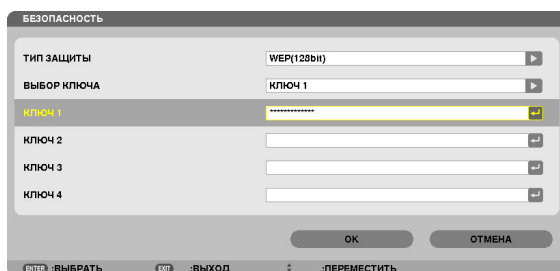 БЕЗОПАСНОСТЬ
ТИП ЗАЩИТЫ WEP(128bit)
ВЫБОР КЛЮЧА КЛЮЧ 1
КЛЮЧ 1 *************
КЛЮЧ 2
КЛЮЧ 3
КЛЮЧ 4
OK ОТМЕНА
ENTER :ВЫБРАТЬ EXIT :ВЫХОД :ПЕРЕМЕСТИТЬ